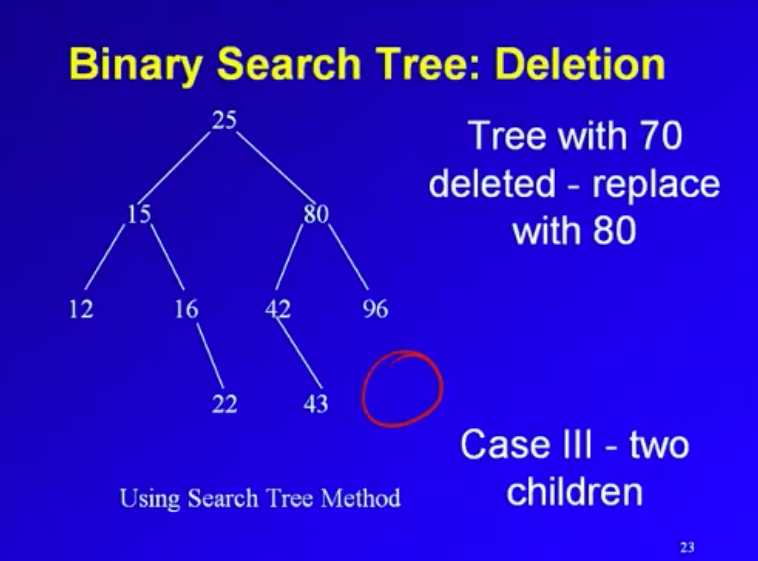 Binary Search Tree: Deletion
25
Tree with 70
deleted - replace
with 80
15
80
12
16
42
96
22
43
Case III - two
children
Using Search Tree Method
23